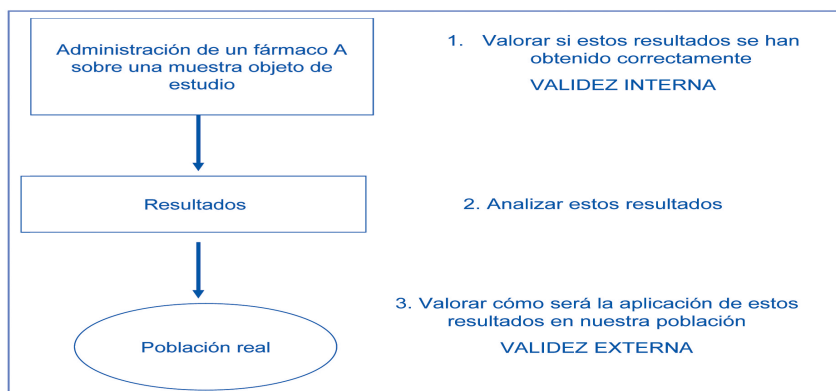 Administración de un fármaco A
sobre una muestra objeto de
estudio
1. Valorar si estos resultados se han
obtenido correctamente
VALIDEZ INTERNA
Resultados
2. Analizar estos resultados
Población real
3. Valorar cómo será la aplicación de estos
resultados en nuestra población
VALIDEZ EXTERNA